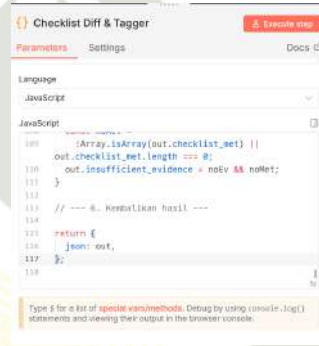 {} Checklist Diff & Tagger
Execute step
Parameters Settings Docs
Language
JavaScript
JavaScript
109 !Array.isArray(out.checklist_met) ||
out.checklist_met.length === 0;
110 out.insufficient_evidence = noEv && noMet;
111 }
112
113 // --- 6. Kembalikan hasil ---
114
115 return {
116 json: out,
117 };
118
Type $ for a list of special vars/methods. Debug by using console.log()
statements and viewing their output in the browser console.